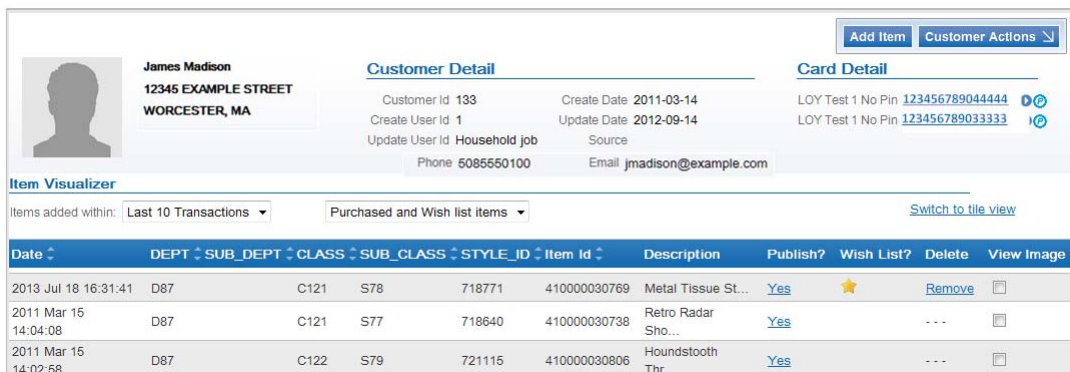 Add Item Customer Actions
James Madison
12345 EXAMPLE STREET
WORCESTER, MA
Customer Detail
Customer Id 133 Create Date 2011-03-14
Create User Id 1 Update Date 2012-09-14
Update User Id Household job Source
Phone 5085550100 Email jmadison@example.com
Card Detail
LOY Test 1 No Pin 123456789044444 P
LOY Test 1 No Pin 123456789033333 P
Item Visualizer
Items added within: Last 10 Transactions Purchased and Wish list items Switch to tile view
Date DEPT SUB_DEPT CLASS SUB_CLASS STYLE_ID Item Id Description Publish? Wish List? Delete View Image
2013 Jul 18 16:31:41 D87 C121 S78 718771 410000030769 Metal Tissue St... Yes Remove
2011 Mar 15
14:04:08 D87 C121 S77 718640 410000030738 Retro Radar
Sho... Yes - - -
2011 Mar 15
14:02:58 D87 C122 S79 721115 410000030806 Houndstooth
Thr... Yes - - -